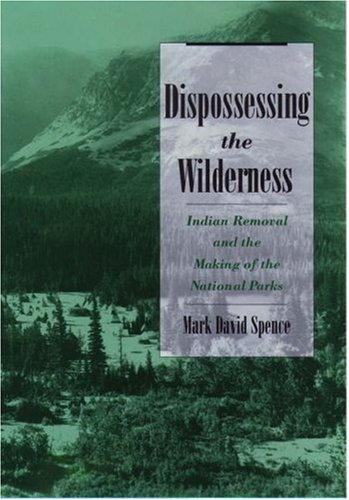 Dispossessing
the
Wilderness
Indian Removal
and the
Making of the
National Parks
Mark David Spence